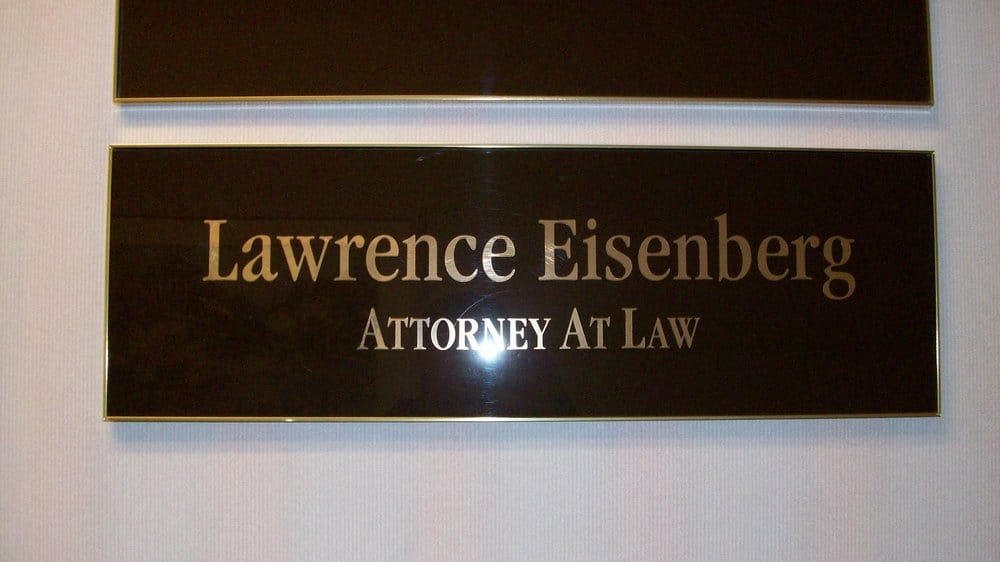 Lawrence Eisenberg
ATTORNEY AT LAW